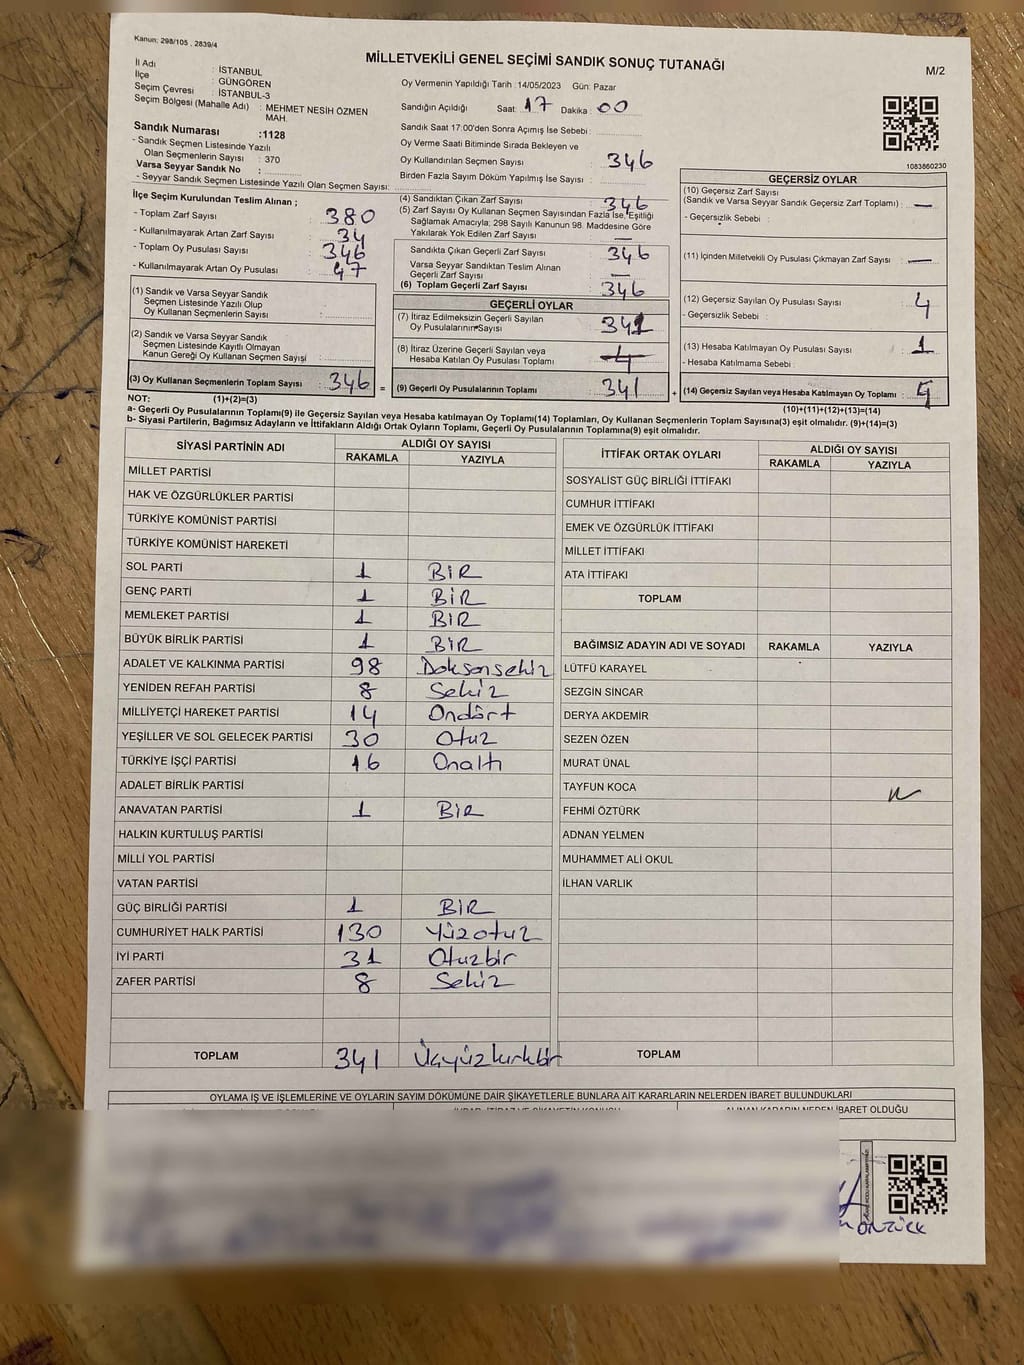 Kanun: 298/105 , 2839/4
MİLLETVEKİLİ GENEL SEÇİMİ SANDIK SONUÇ TUTANAĞI
M/2
İl Adı : İSTANBUL
İlçe : GÜNGÖREN
Seçim Çevresi : İSTANBUL-3
Seçim Bölgesi (Mahalle Adı) : MEHMET NESİH ÖZMEN MAH.
Sandık Numarası :1128
- Sandık Seçmen Listesinde Yazılı
Olan Seçmenlerin Sayısı : 370
Varsa Seyyar Sandık No :
- Seyyar Sandık Seçmen Listesinde Yazılı Olan Seçmen Sayısı:
Oy Vermenin Yapıldığı Tarih : 14/05/2023 Gün: Pazar
Sandığın Açıldığı Saat: 17 Dakika : 00
Sandık Saat 17:00'den Sonra Açımış İse Sebebi :
Oy Verme Saati Bitiminde Sırada Bekleyen ve
Oy Kullandırılan Seçmen Sayısı : 346
Birden Fazla Sayım Döküm Yapılmış İse Sayısı :
1083860230
İlçe Seçim Kurulundan Teslim Alınan ;
- Toplam Zarf Sayısı : 380
- Kullanılmayarak Artan Zarf Sayısı : 34
- Toplam Oy Pusulası Sayısı : 346
- Kullanılmayarak Artan Oy Pusulası : 47
(1) Sandık ve Varsa Seyyar Sandık
Seçmen Listesinde Yazılı Olup
Oy Kullanan Seçmenlerin Sayısı :
(2) Sandık ve Varsa Seyyar Sandık
Seçmen Listesinde Kayıtlı Olmayan
Kanun Gereği Oy Kullanan Seçmen Sayısı
(3) Oy Kullanan Seçmenlerin Toplam Sayısı : 346 =
(4) Sandıktan Çıkan Zarf Sayısı : 346
(5) Zarf Sayısı Oy Kullanan Seçmen Sayısından Fazla İse, Eşitliği
Sağlamak Amacıyla; 298 Sayılı Kanunun 98. Maddesine Göre
Yakılarak Yok Edilen Zarf Sayısı : —
Sandıkta Çıkan Geçerli Zarf Sayısı : 346
Varsa Seyyar Sandıktan Teslim Alınan
Geçerli Zarf Sayısı : —
(6) Toplam Geçerli Zarf Sayısı : 346
GEÇERLİ OYLAR
(7) İtiraz Edilmeksizin Geçerli Sayılan
Oy Pusulalarının Sayısı : 341
(8) İtiraz Üzerine Geçerli Sayılan veya
Hesaba Katılan Oy Pusulası Toplamı :
(9) Geçerli Oy Pusulalarının Toplamı : 341 +
GEÇERSİZ OYLAR
(10) Geçersiz Zarf Sayısı
(Sandık ve Varsa Seyyar Sandık Geçersiz Zarf Toplamı) : —
- Geçersizlik Sebebi :
(11) İçinden Milletvekili Oy Pusulası Çıkmayan Zarf Sayısı : —
(12) Geçersiz Sayılan Oy Pusulası Sayısı : 4
- Geçersizlik Sebebi :
(13) Hesaba Katılmayan Oy Pusulası Sayısı : 1
- Hesaba Katılmama Sebebi :
(14) Geçersiz Sayılan veya Hesaba Katılmayan Oy Toplamı :
NOT: (1)+(2)=(3) (10)+(11)+(12)+(13)=(14)
a- Geçerli Oy Pusulalarının Toplamı(9) ile Geçersiz Sayılan veya Hesaba katılmayan Oy Toplamı(14) Toplamları, Oy Kullanan Seçmenlerin Toplam Sayısına(3) eşit olmalıdır. (9)+(14)=(3)
b- Siyasi Partilerin, Bağımsız Adayların ve İttifakların Aldığı Ortak Oyların Toplamı, Geçerli Oy Pusulalarının Toplamına(9) eşit olmalıdır.
SİYASİ PARTİNİN ADI ALDIĞI OY SAYISI
RAKAMLA YAZIYLA
MİLLET PARTİSİ
HAK VE ÖZGÜRLÜKLER PARTİSİ
TÜRKİYE KOMÜNİST PARTİSİ
TÜRKİYE KOMÜNİST HAREKETİ
SOL PARTİ 1 BİR
GENÇ PARTİ 1 BİR
MEMLEKET PARTİSİ 1 BİR
BÜYÜK BİRLİK PARTİSİ 1 BİR
ADALET VE KALKINMA PARTİSİ 98 Doksansekiz
YENİDEN REFAH PARTİSİ 8 Sekiz
MİLLİYETÇİ HAREKET PARTİSİ 14 Ondört
YEŞİLLER VE SOL GELECEK PARTİSİ 30 Otuz
TÜRKİYE İŞÇİ PARTİSİ 16 Onaltı
ADALET BİRLİK PARTİSİ
ANAVATAN PARTİSİ 1 BİR
HALKIN KURTULUŞ PARTİSİ
MİLLİ YOL PARTİSİ
VATAN PARTİSİ
GÜÇ BİRLİĞİ PARTİSİ 1 BİR
CUMHURİYET HALK PARTİSİ 130 Yüzotuz
İYİ PARTİ 31 Otuzbir
ZAFER PARTİSİ 8 Sekiz
TOPLAM 341 Üçyüzkırkbir
İTTİFAK ORTAK OYLARI ALDIĞI OY SAYISI
RAKAMLA YAZIYLA
SOSYALİST GÜÇ BİRLİĞİ İTTİFAKI
CUMHUR İTTİFAKI
EMEK VE ÖZGÜRLÜK İTTİFAKI
MİLLET İTTİFAKI
ATA İTTİFAKI
TOPLAM
BAĞIMSIZ ADAYIN ADI VE SOYADI RAKAMLA YAZIYLA
LÜTFÜ KARAYEL
SEZGİN SİNCAR
DERYA AKDEMİR
SEZEN ÖZEN
MURAT ÜNAL
TAYFUN KOCA
FEHMİ ÖZTÜRK
ADNAN YELMEN
MUHAMMET ALİ OKUL
İLHAN VARLIK
TOPLAM
OYLAMA İŞ VE İŞLEMLERİNE VE OYLARIN SAYIM DÖKÜMÜNE DAİR ŞİKAYETLERLE BUNLARA AİT KARARLARIN NELERDEN İBARET BULUNDUKLARI
ALINAN KARARIN NEDEN İBARET OLDUĞU